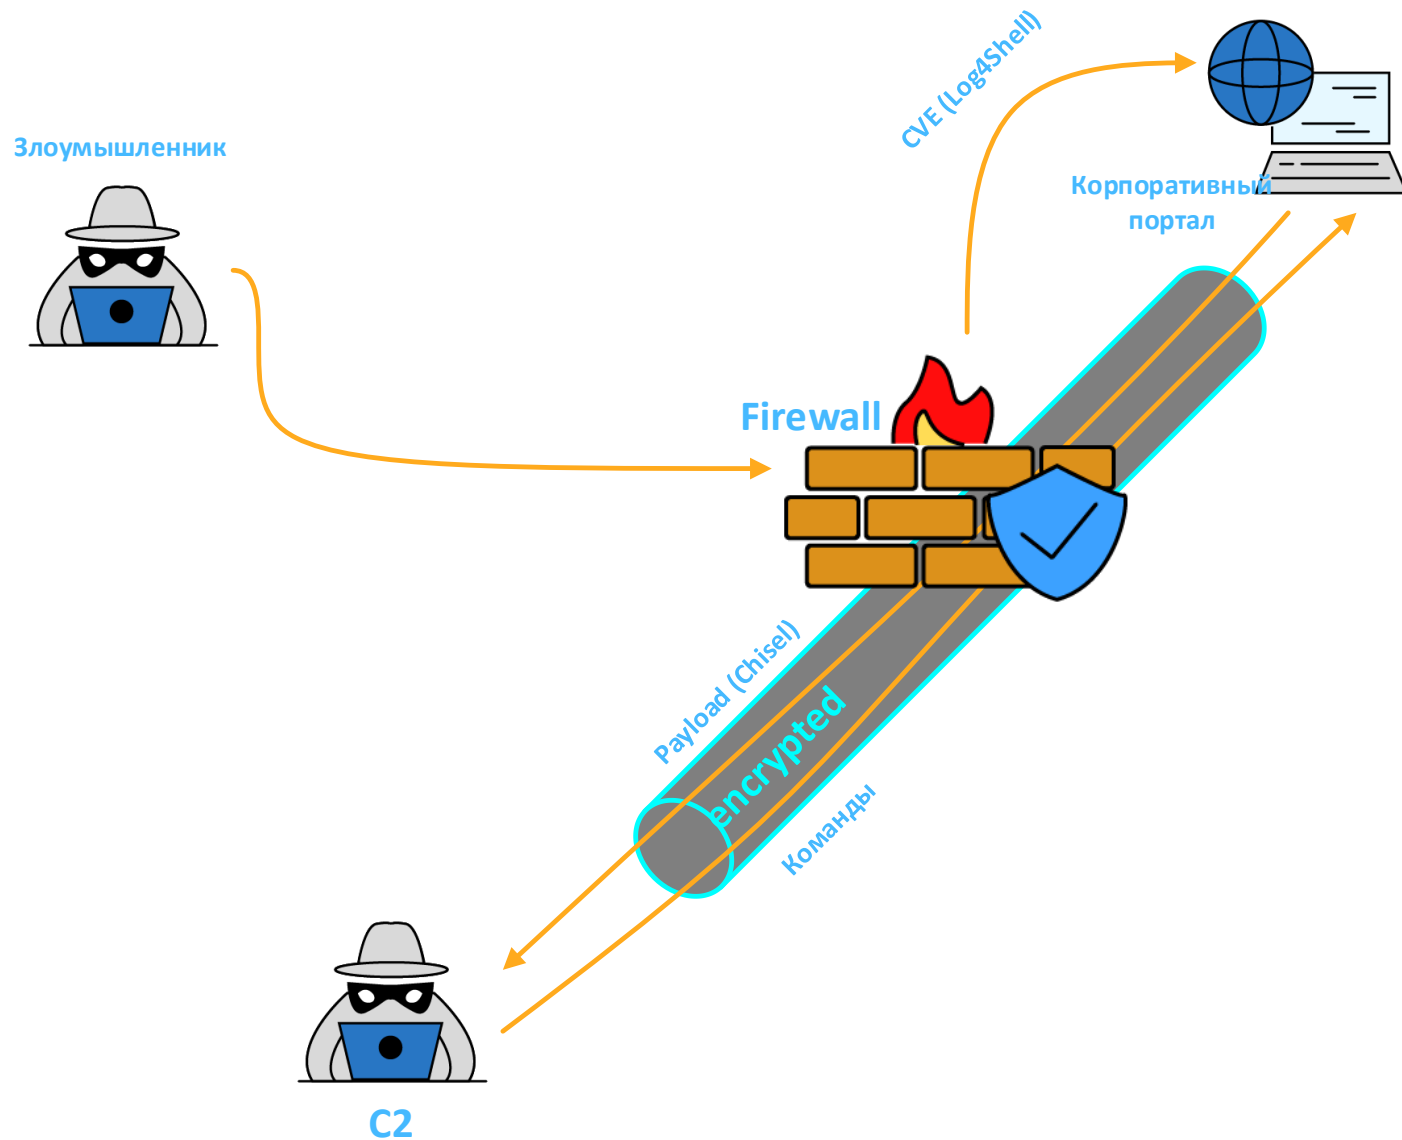 CVE (Log4Shell)
Злоумышленник
Корпоративный
портал
Firewall
Payload (Chisel)
encrypted
Команды
C2